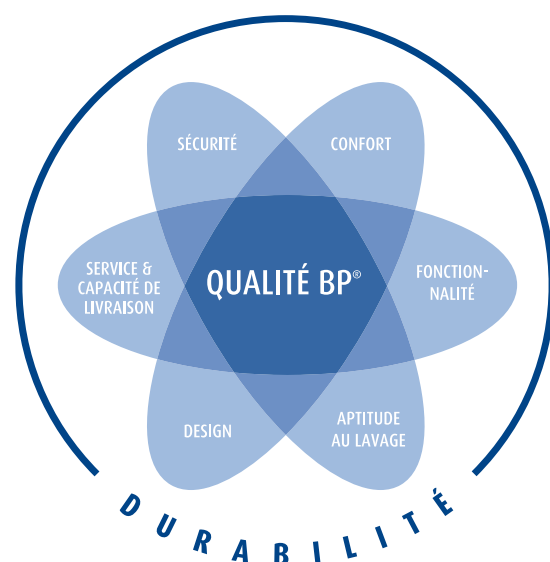 SÉCURITÉ
CONFORT
SERVICE &
CAPACITÉ DE
LIVRAISON
QUALITÉ BP®
FONCTION-
NALITÉ
DESIGN
APTITUDE
AU LAVAGE
DURABILITÉ